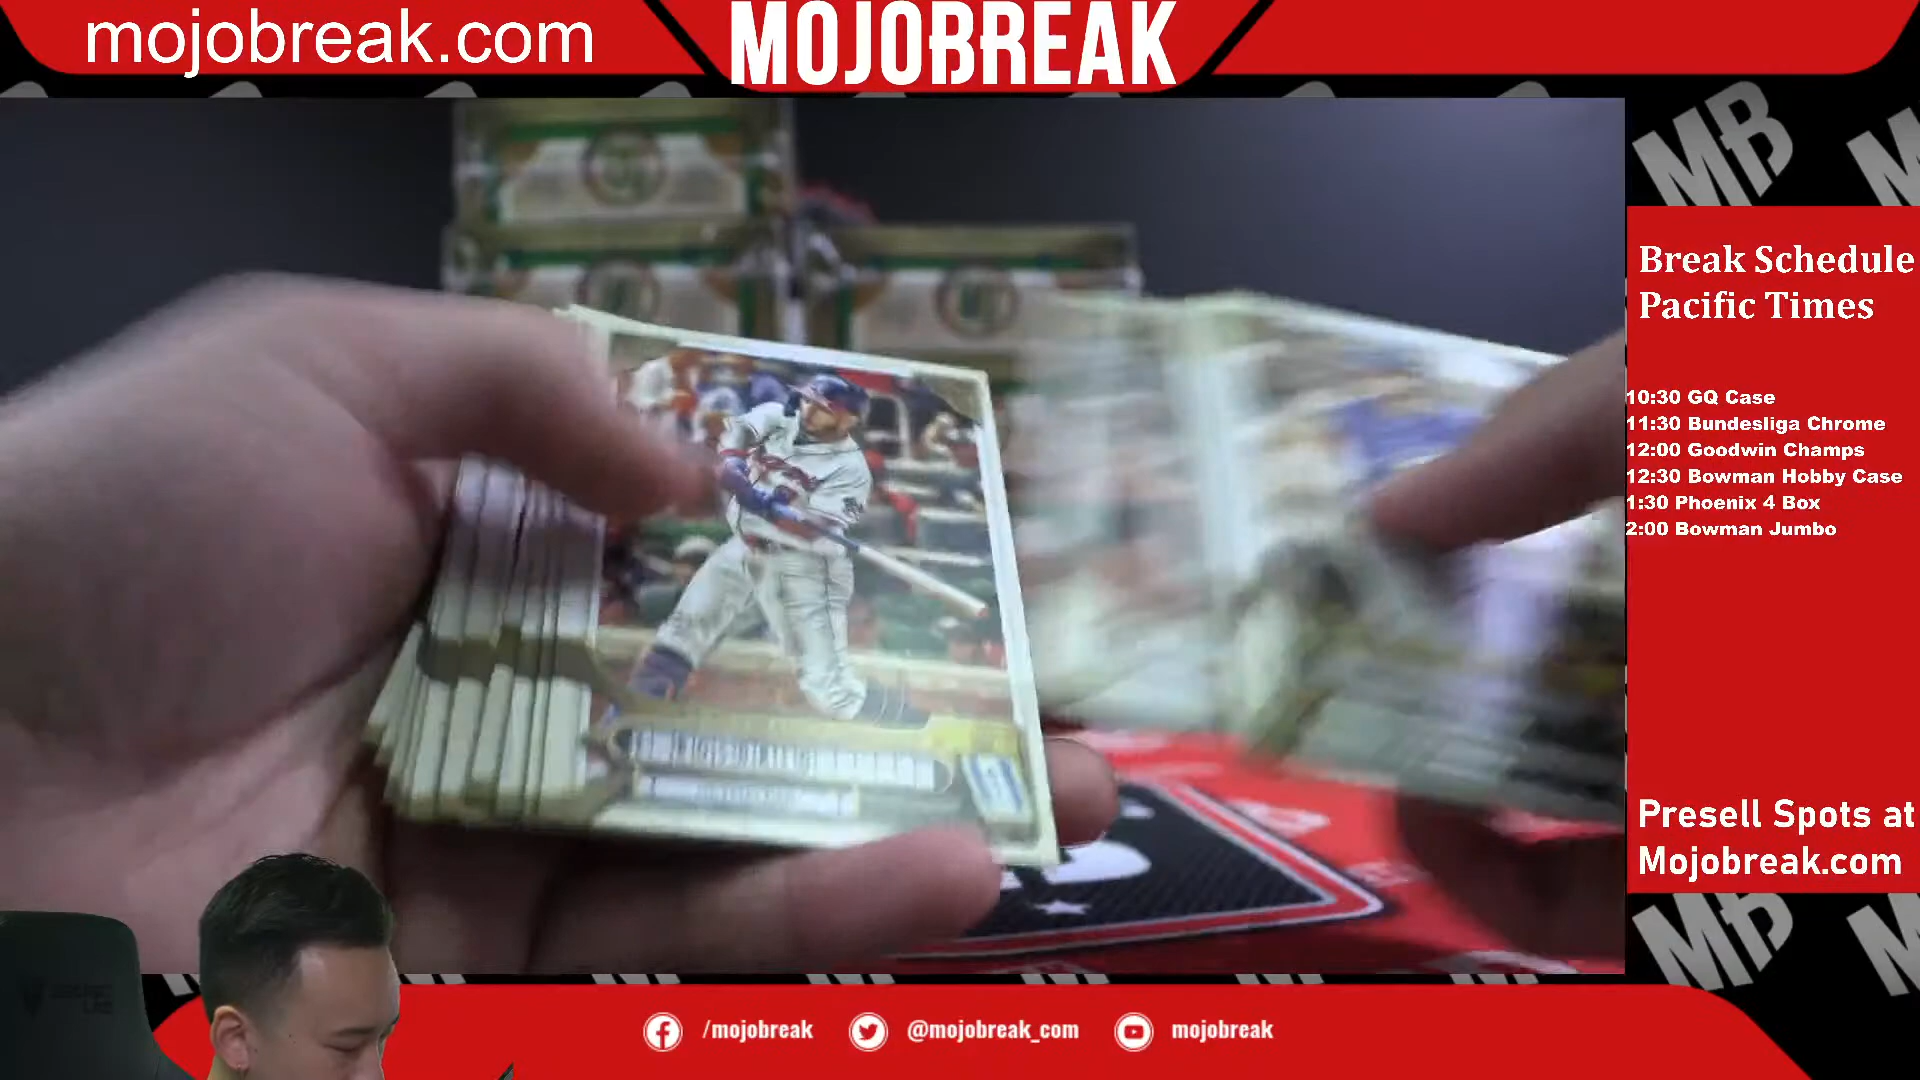 mojobreak.com
MOJOBREAK
Break Schedule
Pacific Times
10:30 GQ Case
11:30 Bundesliga Chrome
12:00 Goodwin Champs
12:30 Bowman Hobby Case
1:30 Phoenix 4 Box
2:00 Bowman Jumbo
Presell Spots at
Mojobreak.com
MB
MB
/mojobreak
@mojobreak_com
mojobreak